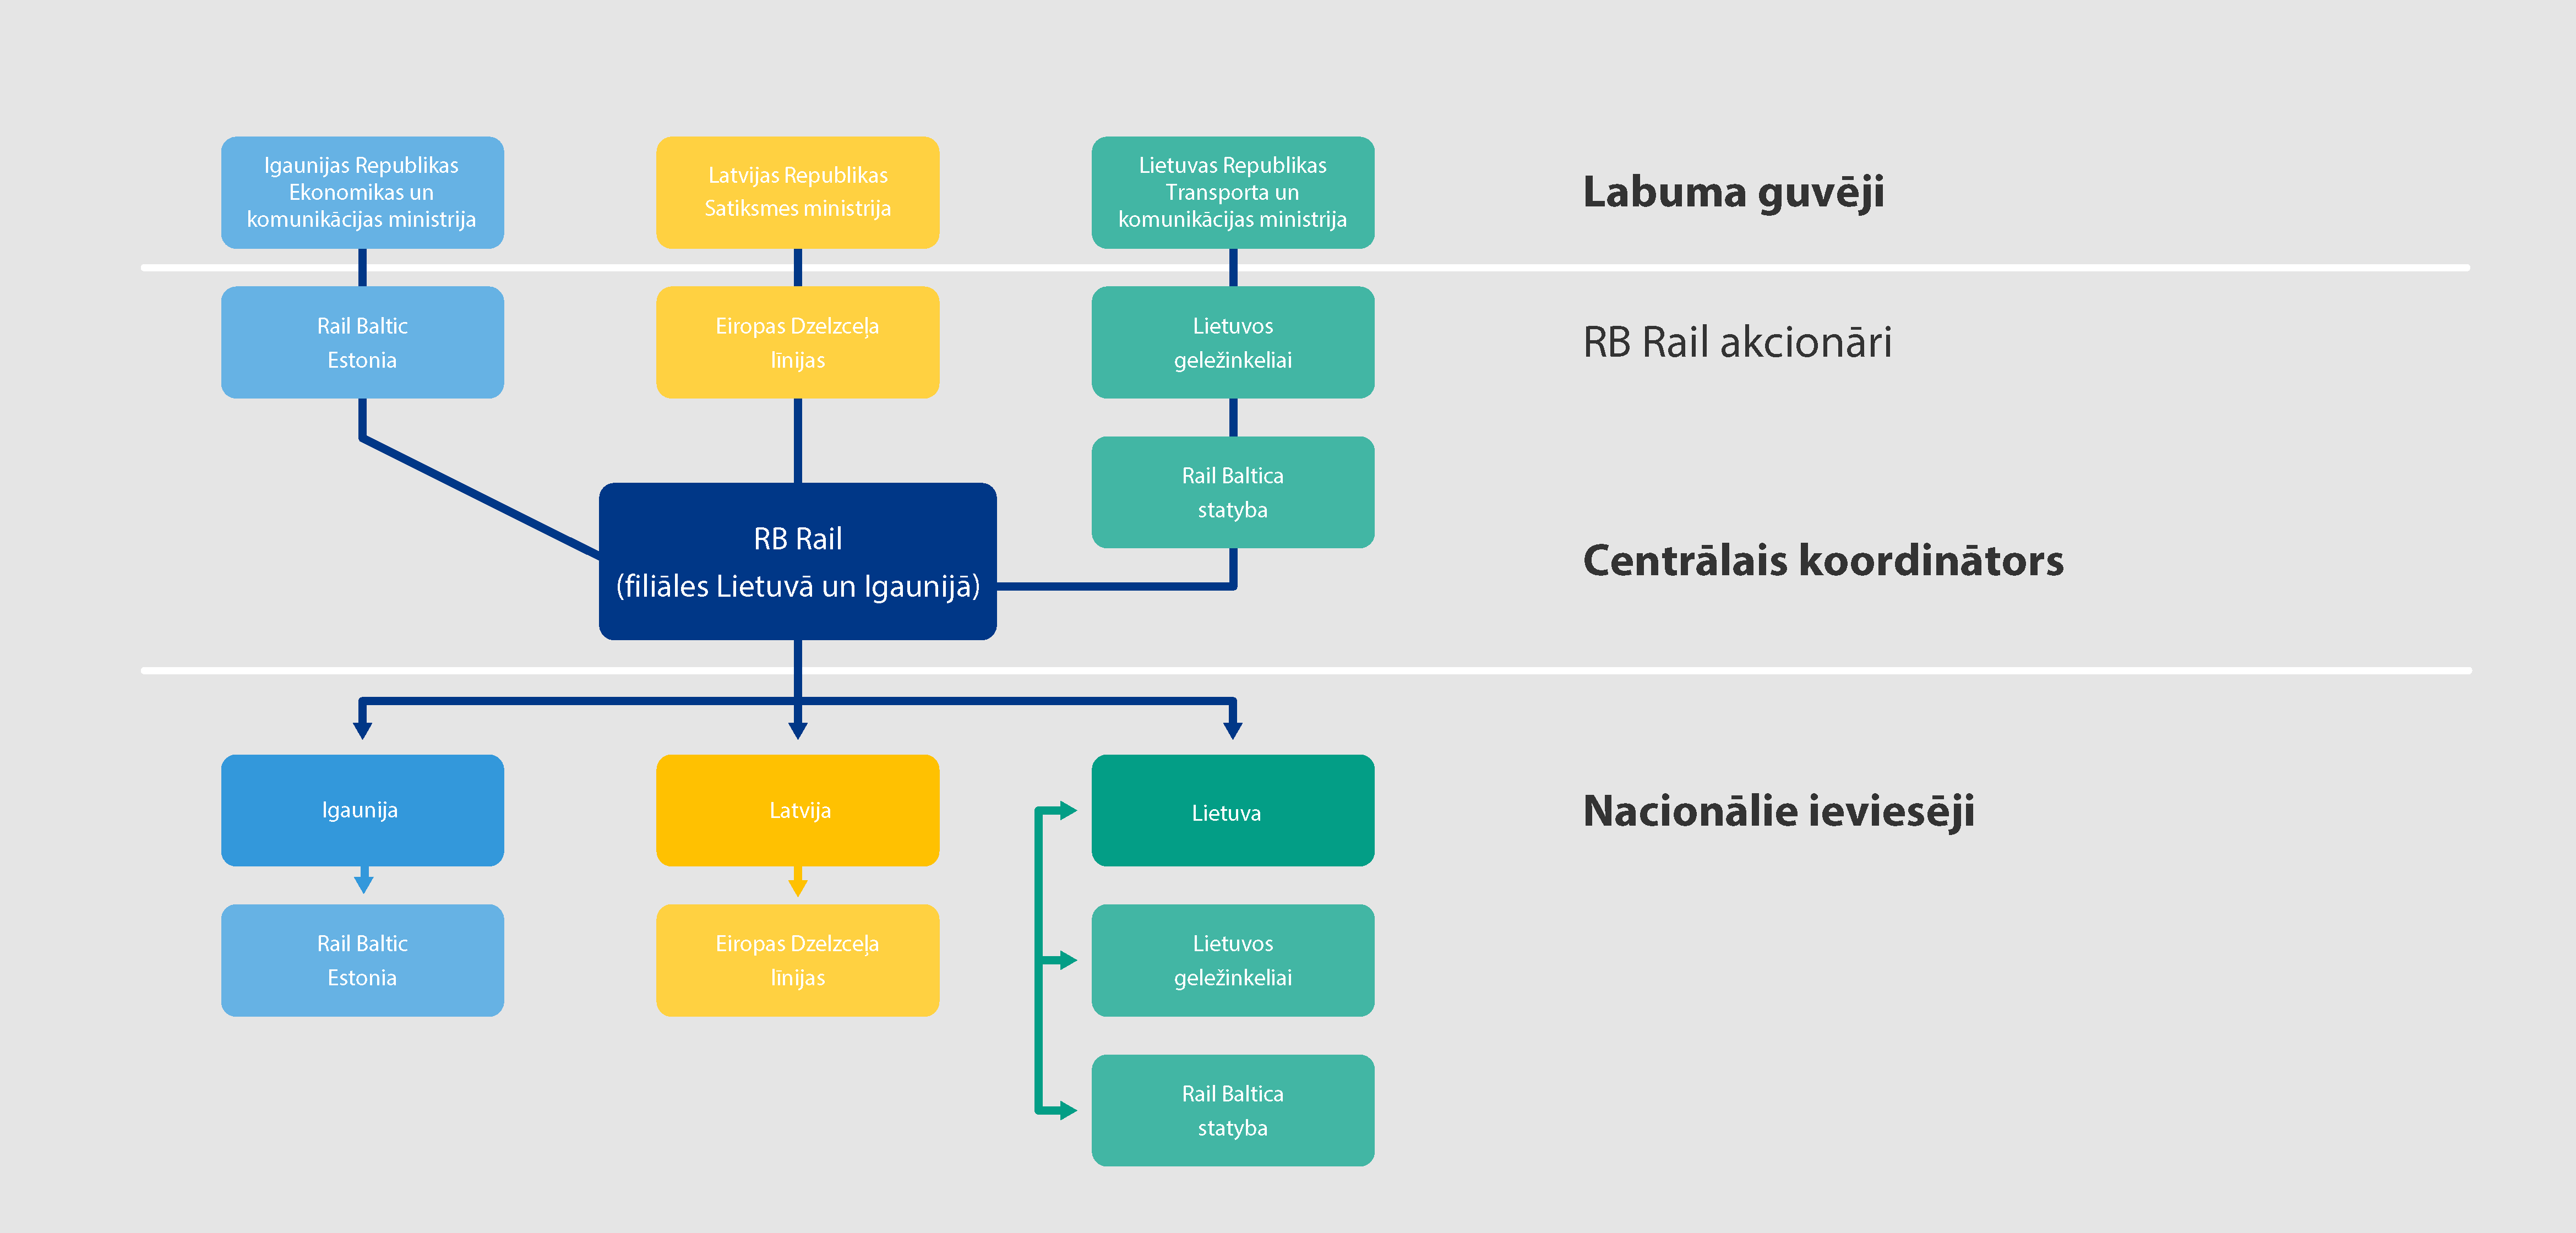 Igaunijas Republikas
Ekonomikas un
komunikācijas ministrija
Latvijas Republikas
Satiksmes ministrija
Lietuvas Republikas
Transporta un
komunikācijas ministrija
Labuma guvēji
Rail Baltic
Estonia
Eiropas Dzelzceļa
līnijas
Lietuvos
geležinkeliai
RB Rail akcionāri
Rail Baltica
statyba
RB Rail
(filiāles Lietuvā un Igaunijā)
Centrālais koordinātors
Igaunija
Latvija
Lietuva
Nacionālie ieviesēji
Rail Baltic
Estonia
Eiropas Dzelzceļa
līnijas
Lietuvos
geležinkeliai
Rail Baltica
statyba